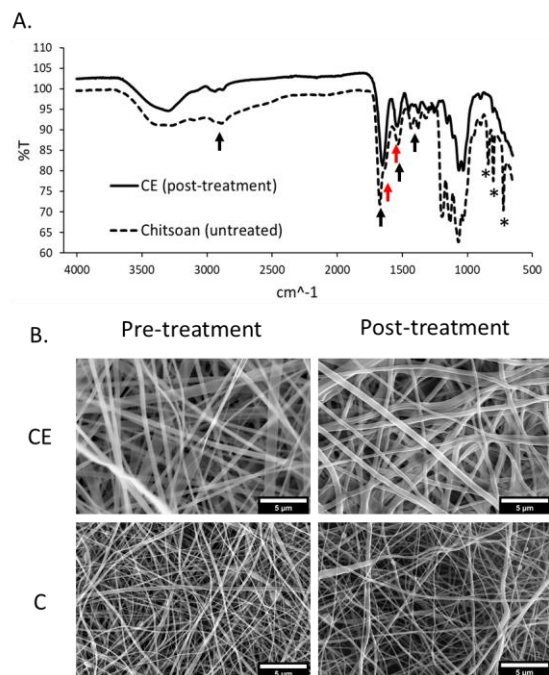 A.
105
100
95
90
85
80
75
70
65
60
%T
CE (post-treatment)
Chitsoan (untreated)
*
*
*
4000 3500 3000 2500 2000 1500 1000 500
cm^-1
B.
Pre-treatment Post-treatment
CE
5 µm
5 µm
C
5 µm
5 µm